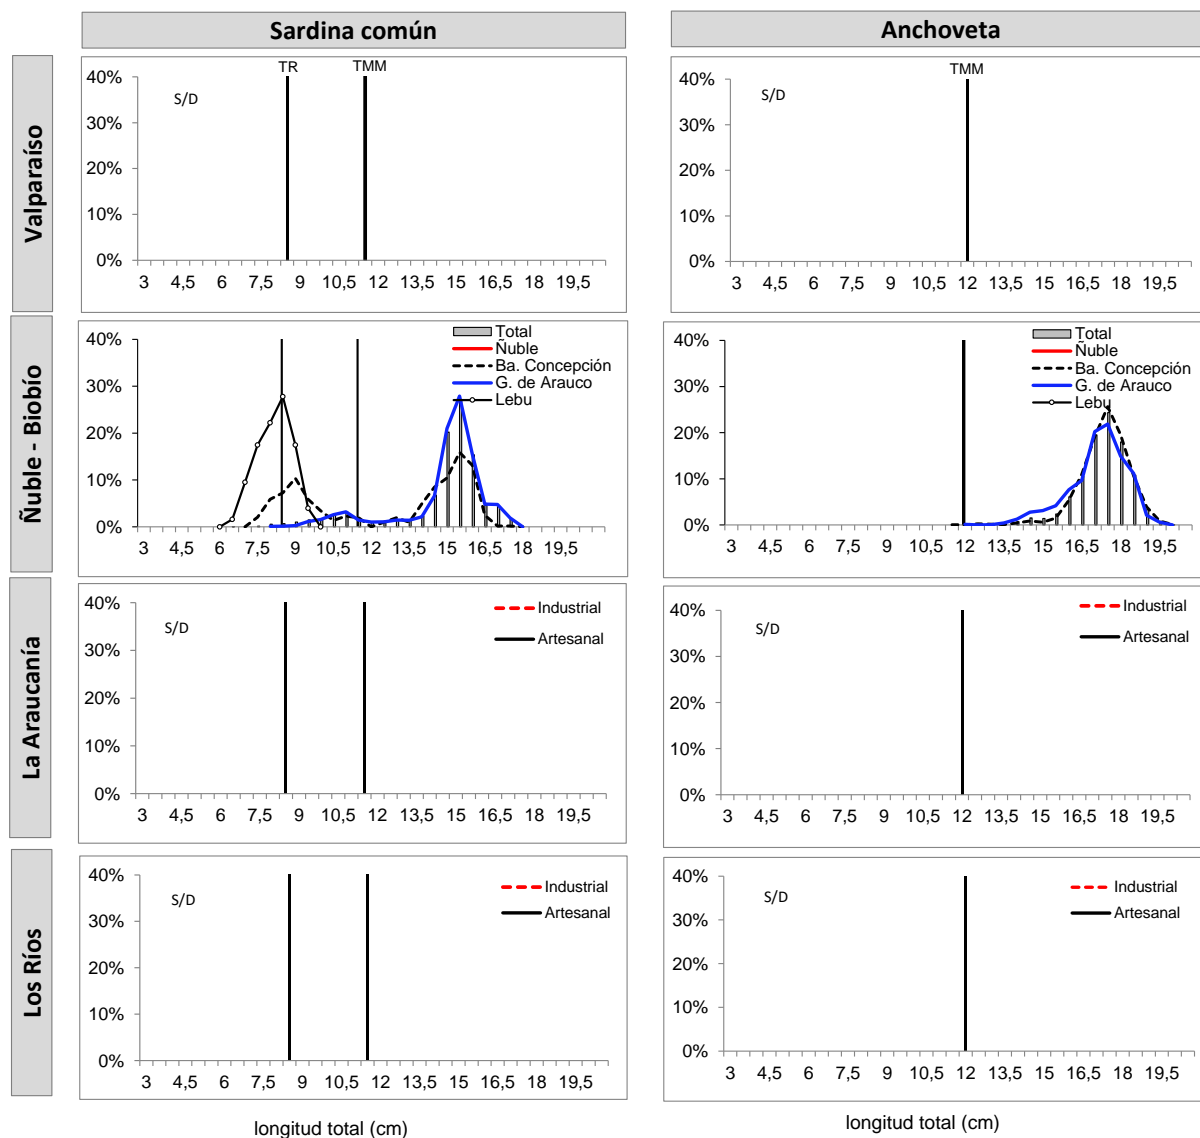 Sardina común
Anchoveta
Valparaíso
TR
TMM
40%
S/D
30%
20%
10%
0%
3 4,5 6 7,5 9 10,5 12 13,5 15 16,5 18 19,5
TMM
40%
S/D
30%
20%
10%
0%
3 4,5 6 7,5 9 10,5 12 13,5 15 16,5 18 19,5
Ñuble - Biobío
40%
30%
20%
10%
0%
Total
Ñuble
Ba. Concepción
G. de Arauco
Lebu
3 4,5 6 7,5 9 10,5 12 13,5 15 16,5 18 19,5
40%
30%
20%
10%
0%
Total
Ñuble
Ba. Concepción
G. de Arauco
Lebu
3 4,5 6 7,5 9 10,5 12 13,5 15 16,5 18 19,5
La Araucanía
40%
S/D
30%
20%
10%
0%
Industrial
Artesanal
3 4,5 6 7,5 9 10,5 12 13,5 15 16,5 18 19,5
40%
S/D
30%
20%
10%
0%
Industrial
Artesanal
3 4,5 6 7,5 9 10,5 12 13,5 15 16,5 18 19,5
Los Ríos
40%
S/D
30%
20%
10%
0%
Industrial
Artesanal
3 4,5 6 7,5 9 10,5 12 13,5 15 16,5 18 19,5
40%
S/D
30%
20%
10%
0%
Industrial
Artesanal
3 4,5 6 7,5 9 10,5 12 13,5 15 16,5 18 19,5
longitud total (cm)
longitud total (cm)